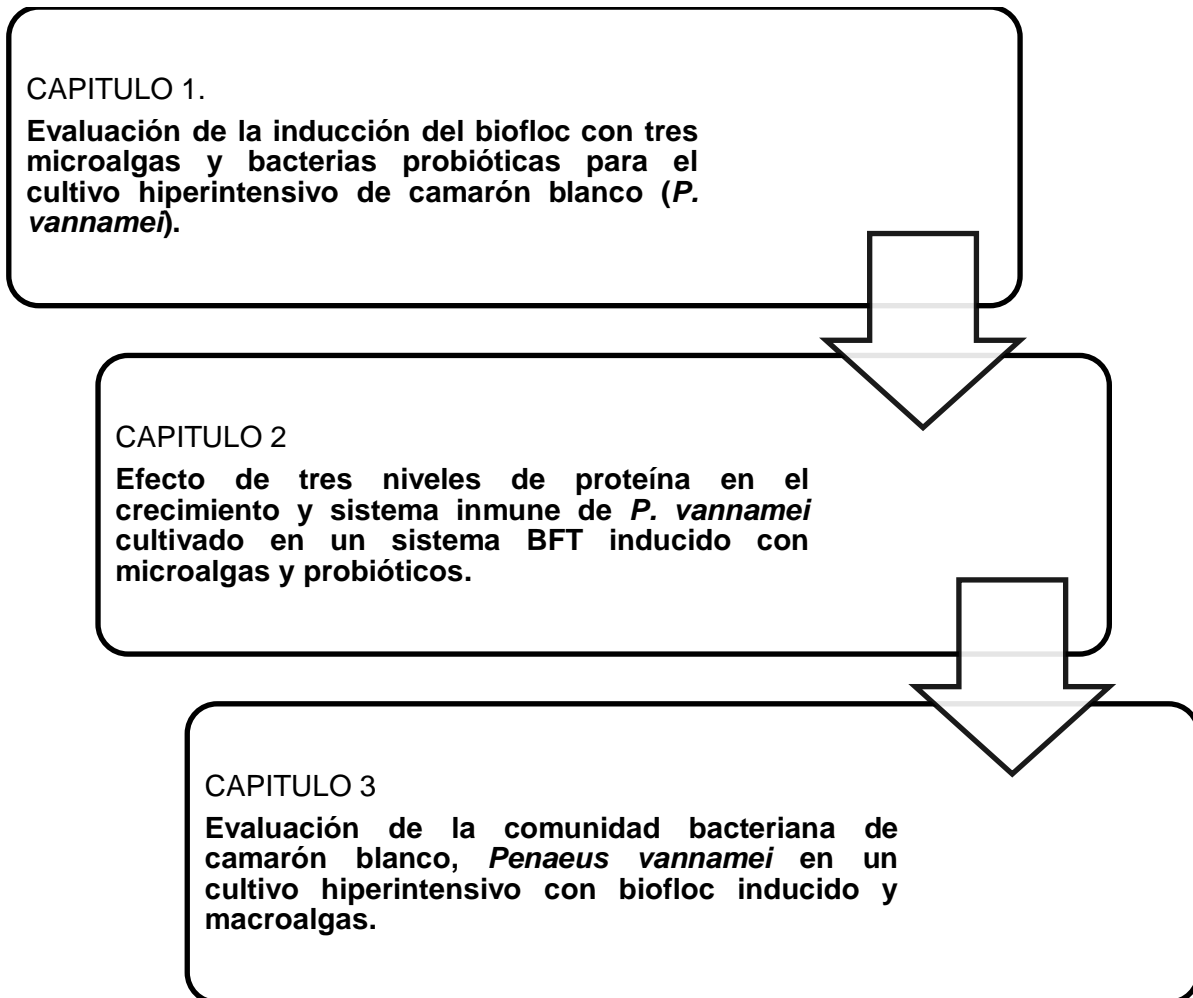 CAPITULO 1.
Evaluación de la inducción del biofloc con tres
microalgas y bacterias probióticas para el
cultivo hiperintensivo de camarón blanco (P.
vannamei).
CAPITULO 2
Efecto de tres niveles de proteína en el
crecimiento y sistema inmune de P. vannamei
cultivado en un sistema BFT inducido con
microalgas y probióticos.
CAPITULO 3
Evaluación de la comunidad bacteriana de
camarón blanco, Penaeus vannamei en un
cultivo hiperintensivo con biofloc inducido y
macroalgas.